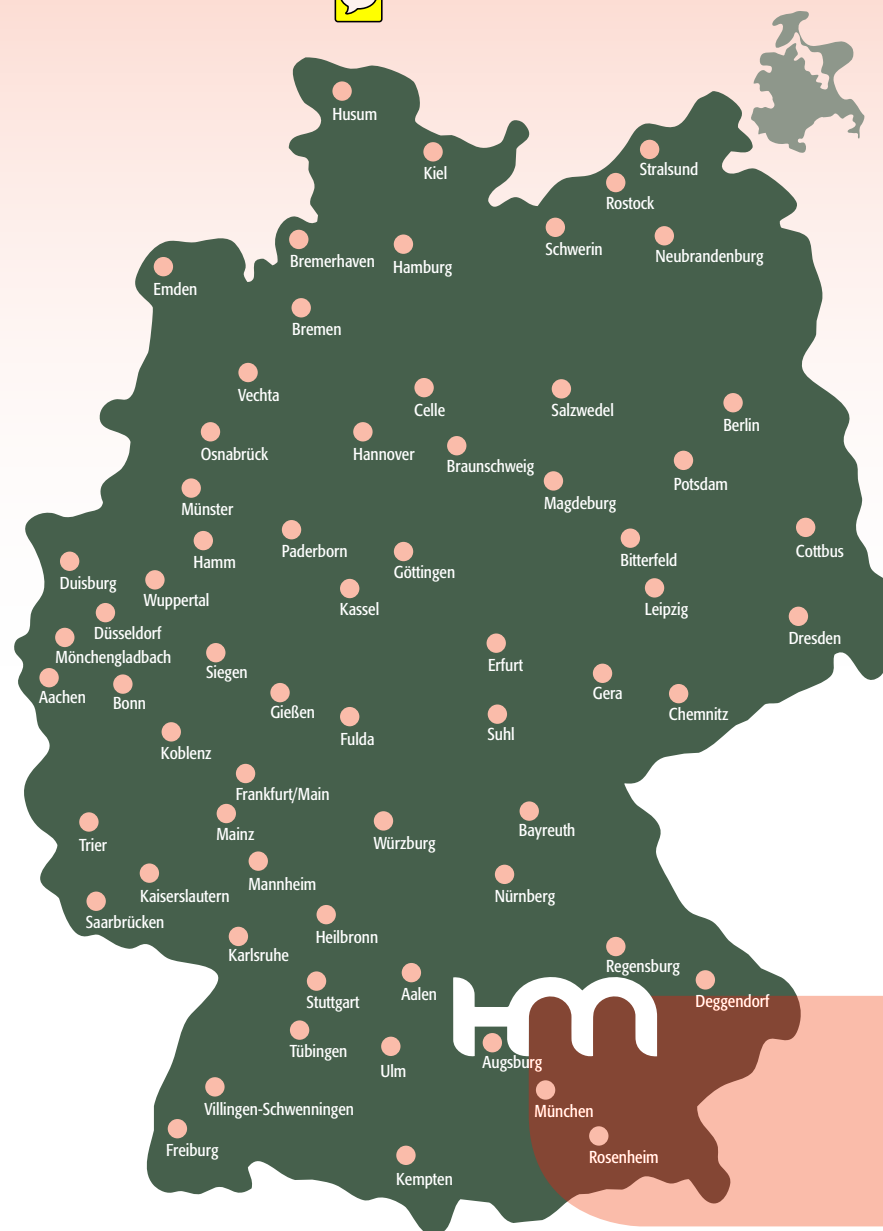 Husum
Kiel
Stralsund
Rostock
Schwerin
Neubrandenburg
Bremerhaven
Hamburg
Emden
Bremen
Vechta
Celle
Salzwedel
Berlin
Osnabrück
Hannover
Braunschweig
Potsdam
Magdeburg
Münster
Hamm
Paderborn
Göttingen
Bitterfeld
Cottbus
Duisburg
Wuppertal
Kassel
Leipzig
Düsseldorf
Dresden
Mönchengladbach
Siegen
Erfurt
Aachen
Bonn
Gießen
Gera
Chemnitz
Fulda
Suhl
Koblenz
Frankfurt/Main
Trier
Mainz
Würzburg
Bayreuth
Kaiserslautern
Mannheim
Nürnberg
Saarbrücken
Heilbronn
Karlsruhe
Regensburg
Stuttgart
Aalen
Deggendorf
hm
Tübingen
Ulm
Augsburg
Villingen-Schwenningen
München
Freiburg
Rosenheim
Kempten